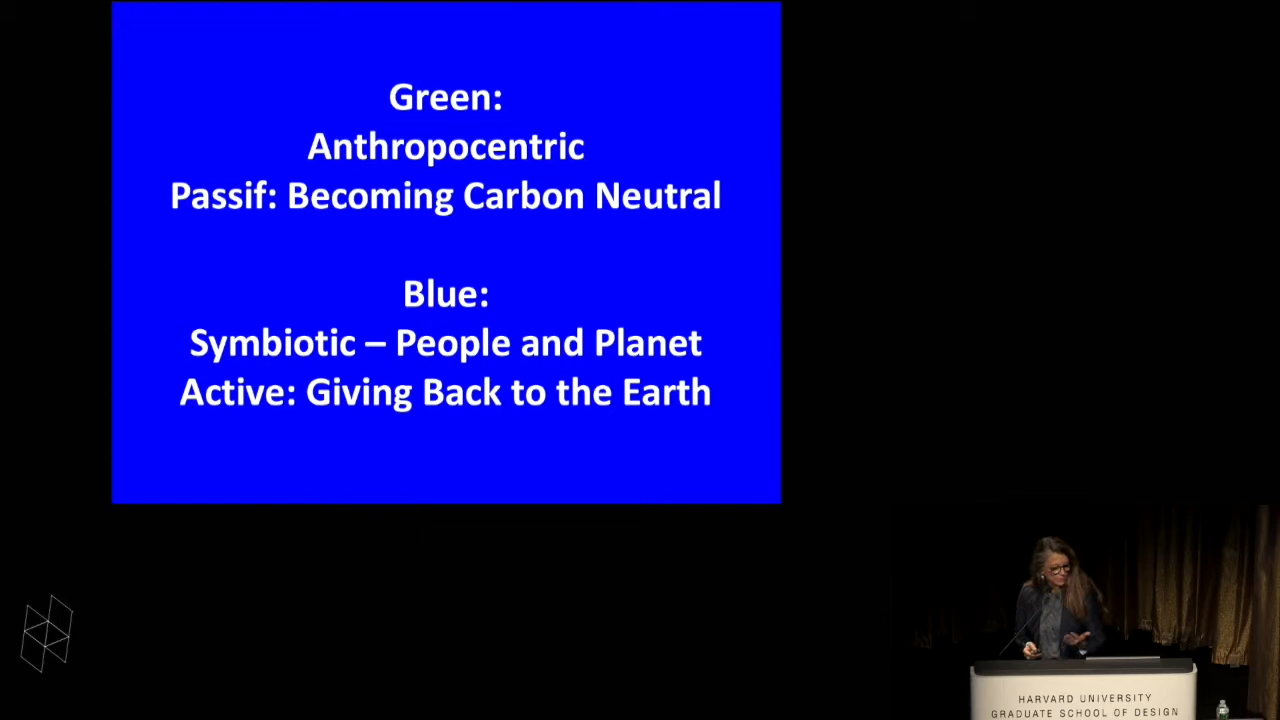 Green:
Anthropocentric
Passif: Becoming Carbon Neutral
Blue:
Symbiotic – People and Planet
Active: Giving Back to the Earth
HARVARD UNIVERSITY
GRADUATE SCHOOL OF DESIGN